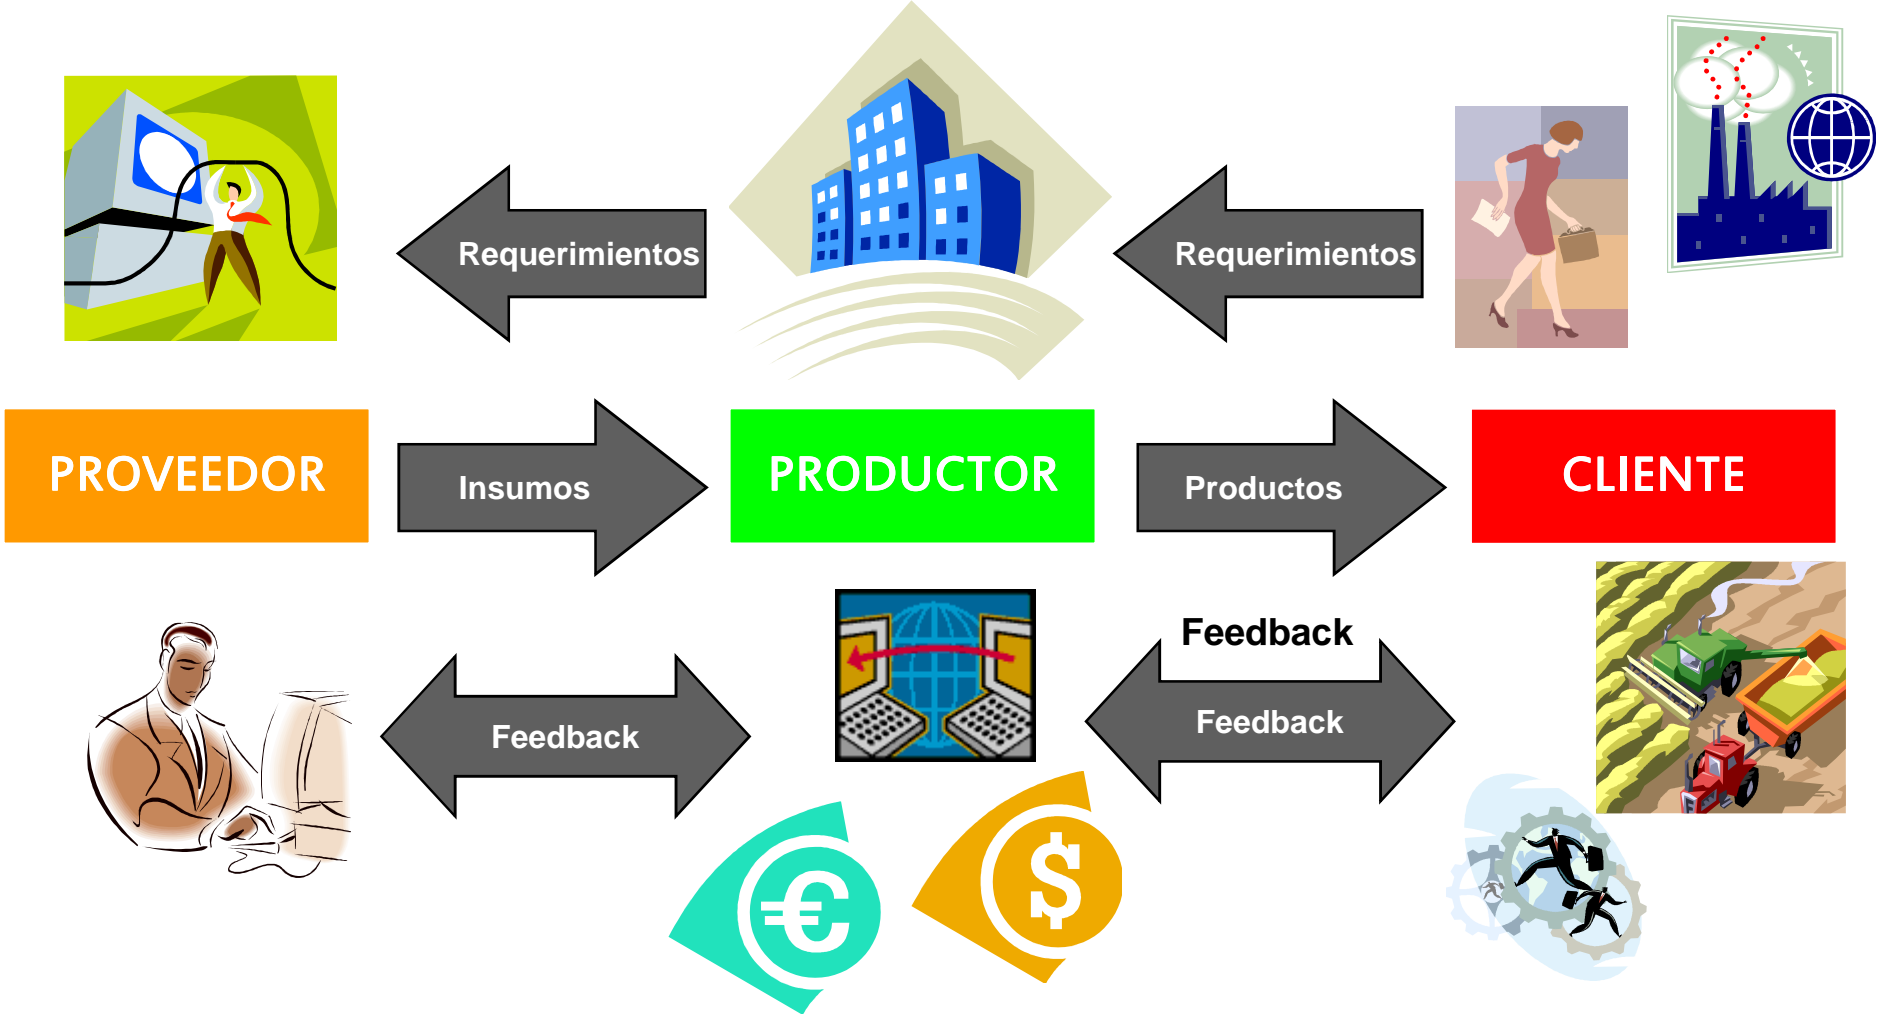 Requerimientos
Requerimientos
PROVEEDOR
Insumos
PRODUCTOR
Productos
CLIENTE
Feedback
Feedback
Feedback
€
$